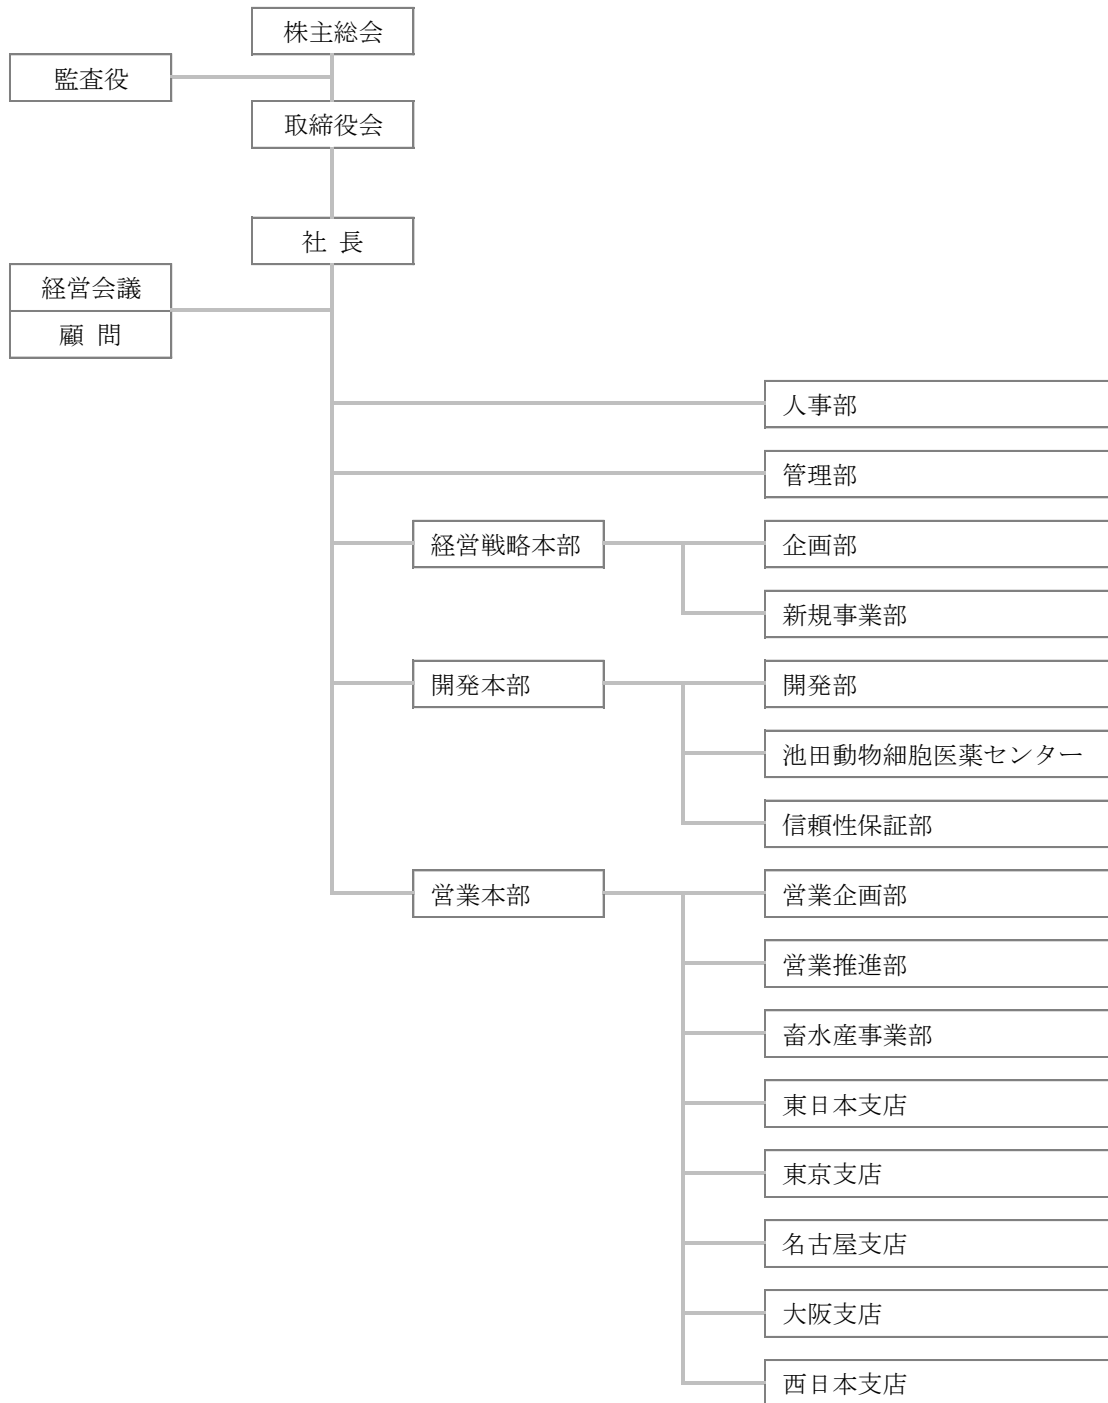 株主総会
監査役
取締役会
社 長
経営会議
顧 問
人事部
管理部
経営戦略本部
企画部
新規事業部
開発本部
開発部
池田動物細胞医薬センター
信頼性保証部
営業本部
営業企画部
営業推進部
畜水産事業部
東日本支店
東京支店
名古屋支店
大阪支店
西日本支店